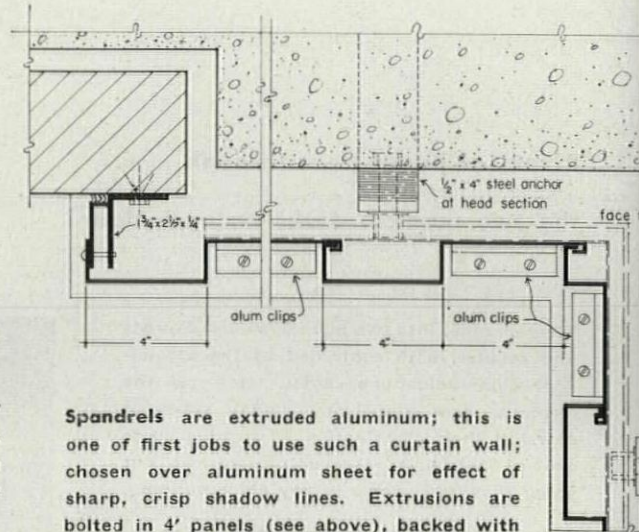 ½" x 4" steel anchor
at head section
face
1¾"x2½"x¼"
alum clips
alum clips
4"
4"
4"
Spandrels are extruded aluminum; this is
one of first jobs to use such a curtain wall;
chosen over aluminum sheet for effect of
sharp, crisp shadow lines. Extrusions are
bolted in 4' panels (see above), backed with